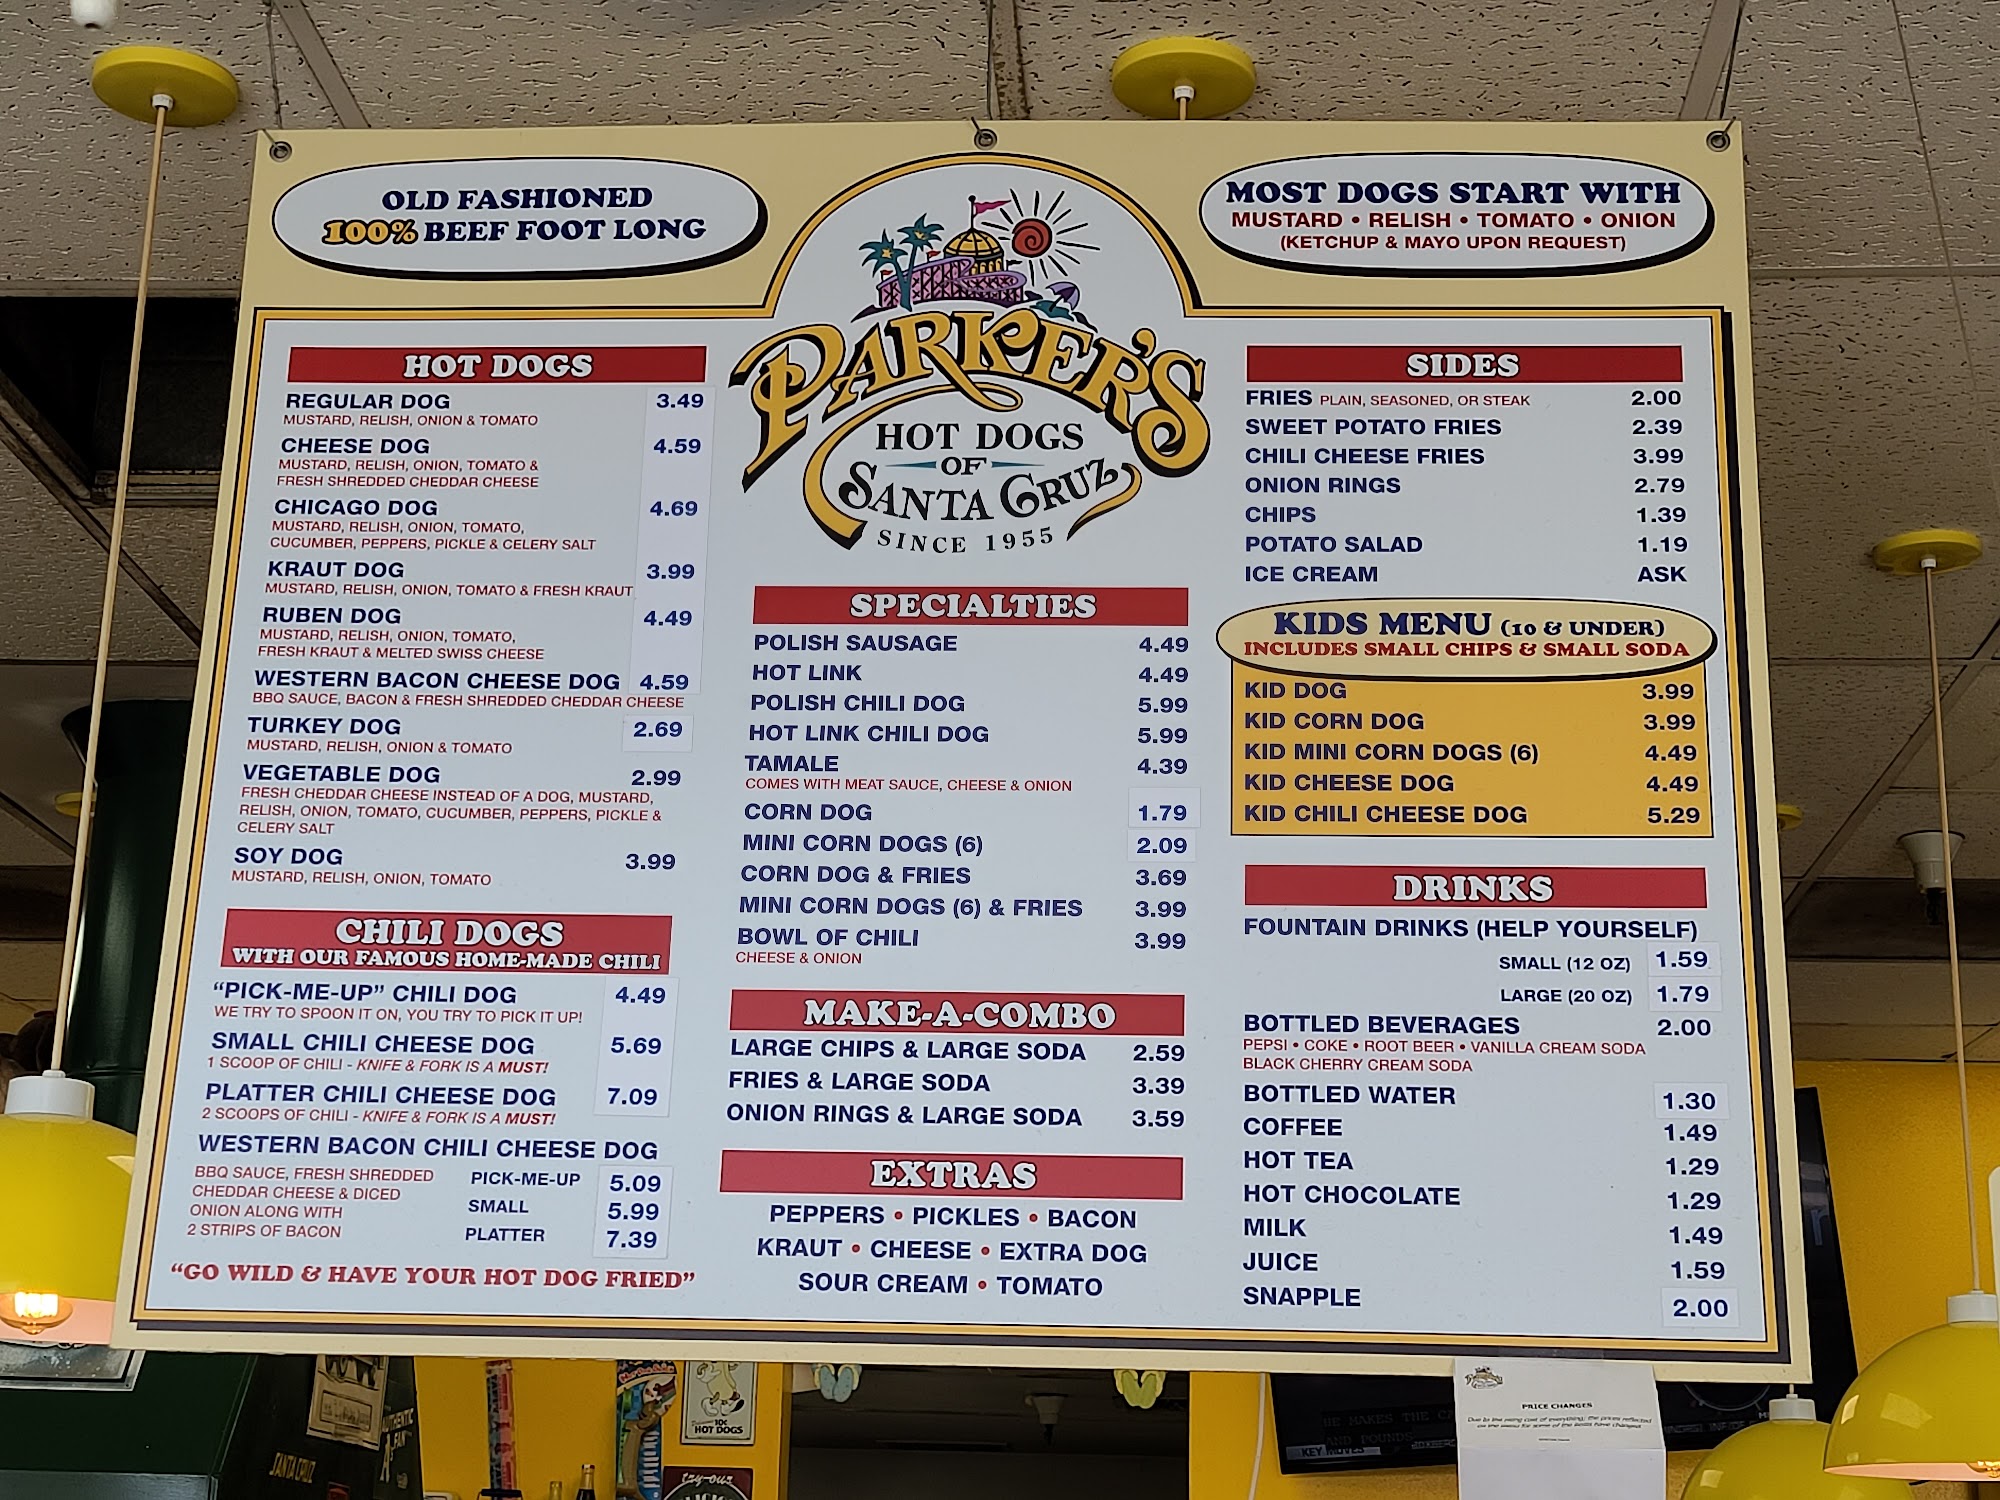 OLD FASHIONED
100% BEEF FOOT LONG
MOST DOGS START WITH
MUSTARD • RELISH • TOMATO • ONION
(KETCHUP & MAYO UPON REQUEST)
PARKER'S
HOT DOGS
OF
SANTA CRUZ
SINCE 1955
HOT DOGS
REGULAR DOG 3.49
MUSTARD, RELISH, ONION & TOMATO
CHEESE DOG 4.59
MUSTARD, RELISH, ONION, TOMATO &
FRESH SHREDDED CHEDDAR CHEESE
CHICAGO DOG 4.69
MUSTARD, RELISH, ONION, TOMATO,
CUCUMBER, PEPPERS, PICKLE & CELERY SALT
KRAUT DOG 3.99
MUSTARD, RELISH, ONION, TOMATO & FRESH KRAUT
RUBEN DOG 4.49
MUSTARD, RELISH, ONION, TOMATO,
FRESH KRAUT & MELTED SWISS CHEESE
WESTERN BACON CHEESE DOG 4.59
BBQ SAUCE, BACON & FRESH SHREDDED CHEDDAR CHEESE
TURKEY DOG 2.69
MUSTARD, RELISH, ONION & TOMATO
VEGETABLE DOG 2.99
FRESH CHEDDAR CHEESE INSTEAD OF A DOG, MUSTARD,
RELISH, ONION, TOMATO, CUCUMBER, PEPPERS, PICKLE &
CELERY SALT
SOY DOG 3.99
MUSTARD, RELISH, ONION, TOMATO
CHILI DOGS
WITH OUR FAMOUS HOME-MADE CHILI
"PICK-ME-UP" CHILI DOG 4.49
WE TRY TO SPOON IT ON, YOU TRY TO PICK IT UP!
SMALL CHILI CHEESE DOG 5.69
1 SCOOP OF CHILI - KNIFE & FORK IS A MUST!
PLATTER CHILI CHEESE DOG 7.09
2 SCOOPS OF CHILI - KNIFE & FORK IS A MUST!
WESTERN BACON CHILI CHEESE DOG
BBQ SAUCE, FRESH SHREDDED
CHEDDAR CHEESE & DICED
ONION ALONG WITH
2 STRIPS OF BACON
PICK-ME-UP 5.09
SMALL 5.99
PLATTER 7.39
"GO WILD & HAVE YOUR HOT DOG FRIED"
SPECIALTIES
POLISH SAUSAGE 4.49
HOT LINK 4.49
POLISH CHILI DOG 5.99
HOT LINK CHILI DOG 5.99
TAMALE 4.39
COMES WITH MEAT SAUCE, CHEESE & ONION
CORN DOG 1.79
MINI CORN DOGS (6) 2.09
CORN DOG & FRIES 3.69
MINI CORN DOGS (6) & FRIES 3.99
BOWL OF CHILI 3.99
CHEESE & ONION
MAKE-A-COMBO
LARGE CHIPS & LARGE SODA 2.59
FRIES & LARGE SODA 3.39
ONION RINGS & LARGE SODA 3.59
EXTRAS
PEPPERS • PICKLES • BACON
KRAUT • CHEESE • EXTRA DOG
SOUR CREAM • TOMATO
SIDES
FRIES PLAIN, SEASONED, OR STEAK 2.00
SWEET POTATO FRIES 2.39
CHILI CHEESE FRIES 3.99
ONION RINGS 2.79
CHIPS 1.39
POTATO SALAD 1.19
ICE CREAM ASK
KIDS MENU (10 & UNDER)
INCLUDES SMALL CHIPS & SMALL SODA
KID DOG 3.99
KID CORN DOG 3.99
KID MINI CORN DOGS (6) 4.49
KID CHEESE DOG 4.49
KID CHILI CHEESE DOG 5.29
DRINKS
FOUNTAIN DRINKS (HELP YOURSELF)
SMALL (12 OZ) 1.59
LARGE (20 OZ) 1.79
BOTTLED BEVERAGES 2.00
PEPSI • COKE • ROOT BEER • VANILLA CREAM SODA
BLACK CHERRY CREAM SODA
BOTTLED WATER 1.30
COFFEE 1.49
HOT TEA 1.29
HOT CHOCOLATE 1.29
MILK 1.49
JUICE 1.59
SNAPPLE 2.00
PRICE CHANGES
10¢
HOT DOGS
SANTA CRUZ
HE MAKES THE
AND POUNDS
KEY MOVES